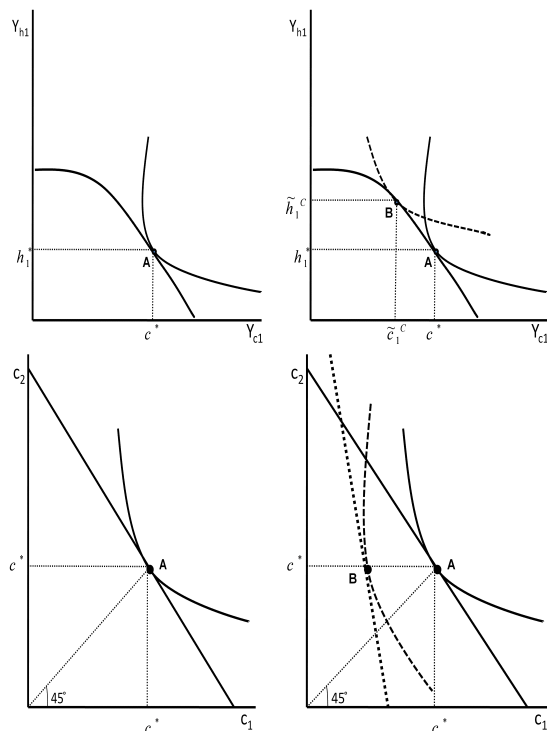 Y_h1
h_1^*
A
c^*
Y_c1
Y_h1
h̃_1^C
B
h_1^*
A
c̃_1^C
c^*
Y_c1
C_2
c^*
A
45°
c^*
C_1
C_2
c^*
B
A
45°
c^*
C_1